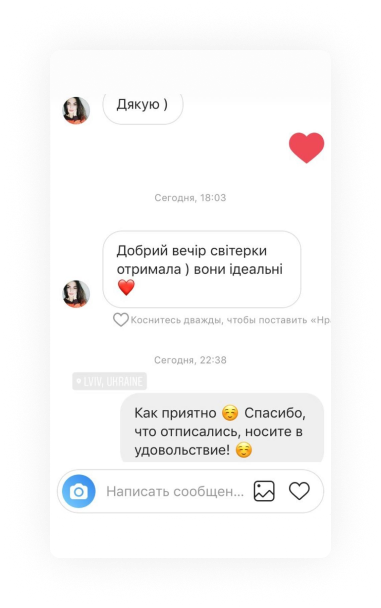 Дякую )
Сегодня, 18:03
Добрий вечір світерки
отримала ) вони ідеальні
❤️
Коснитесь дважды, чтобы поставить «Нр
Сегодня, 22:38
LVIV, UKRAINE
Как приятно ☺️ Спасибо,
что отписались, носите в
удовольствие! ☺️
Написать сообщен...